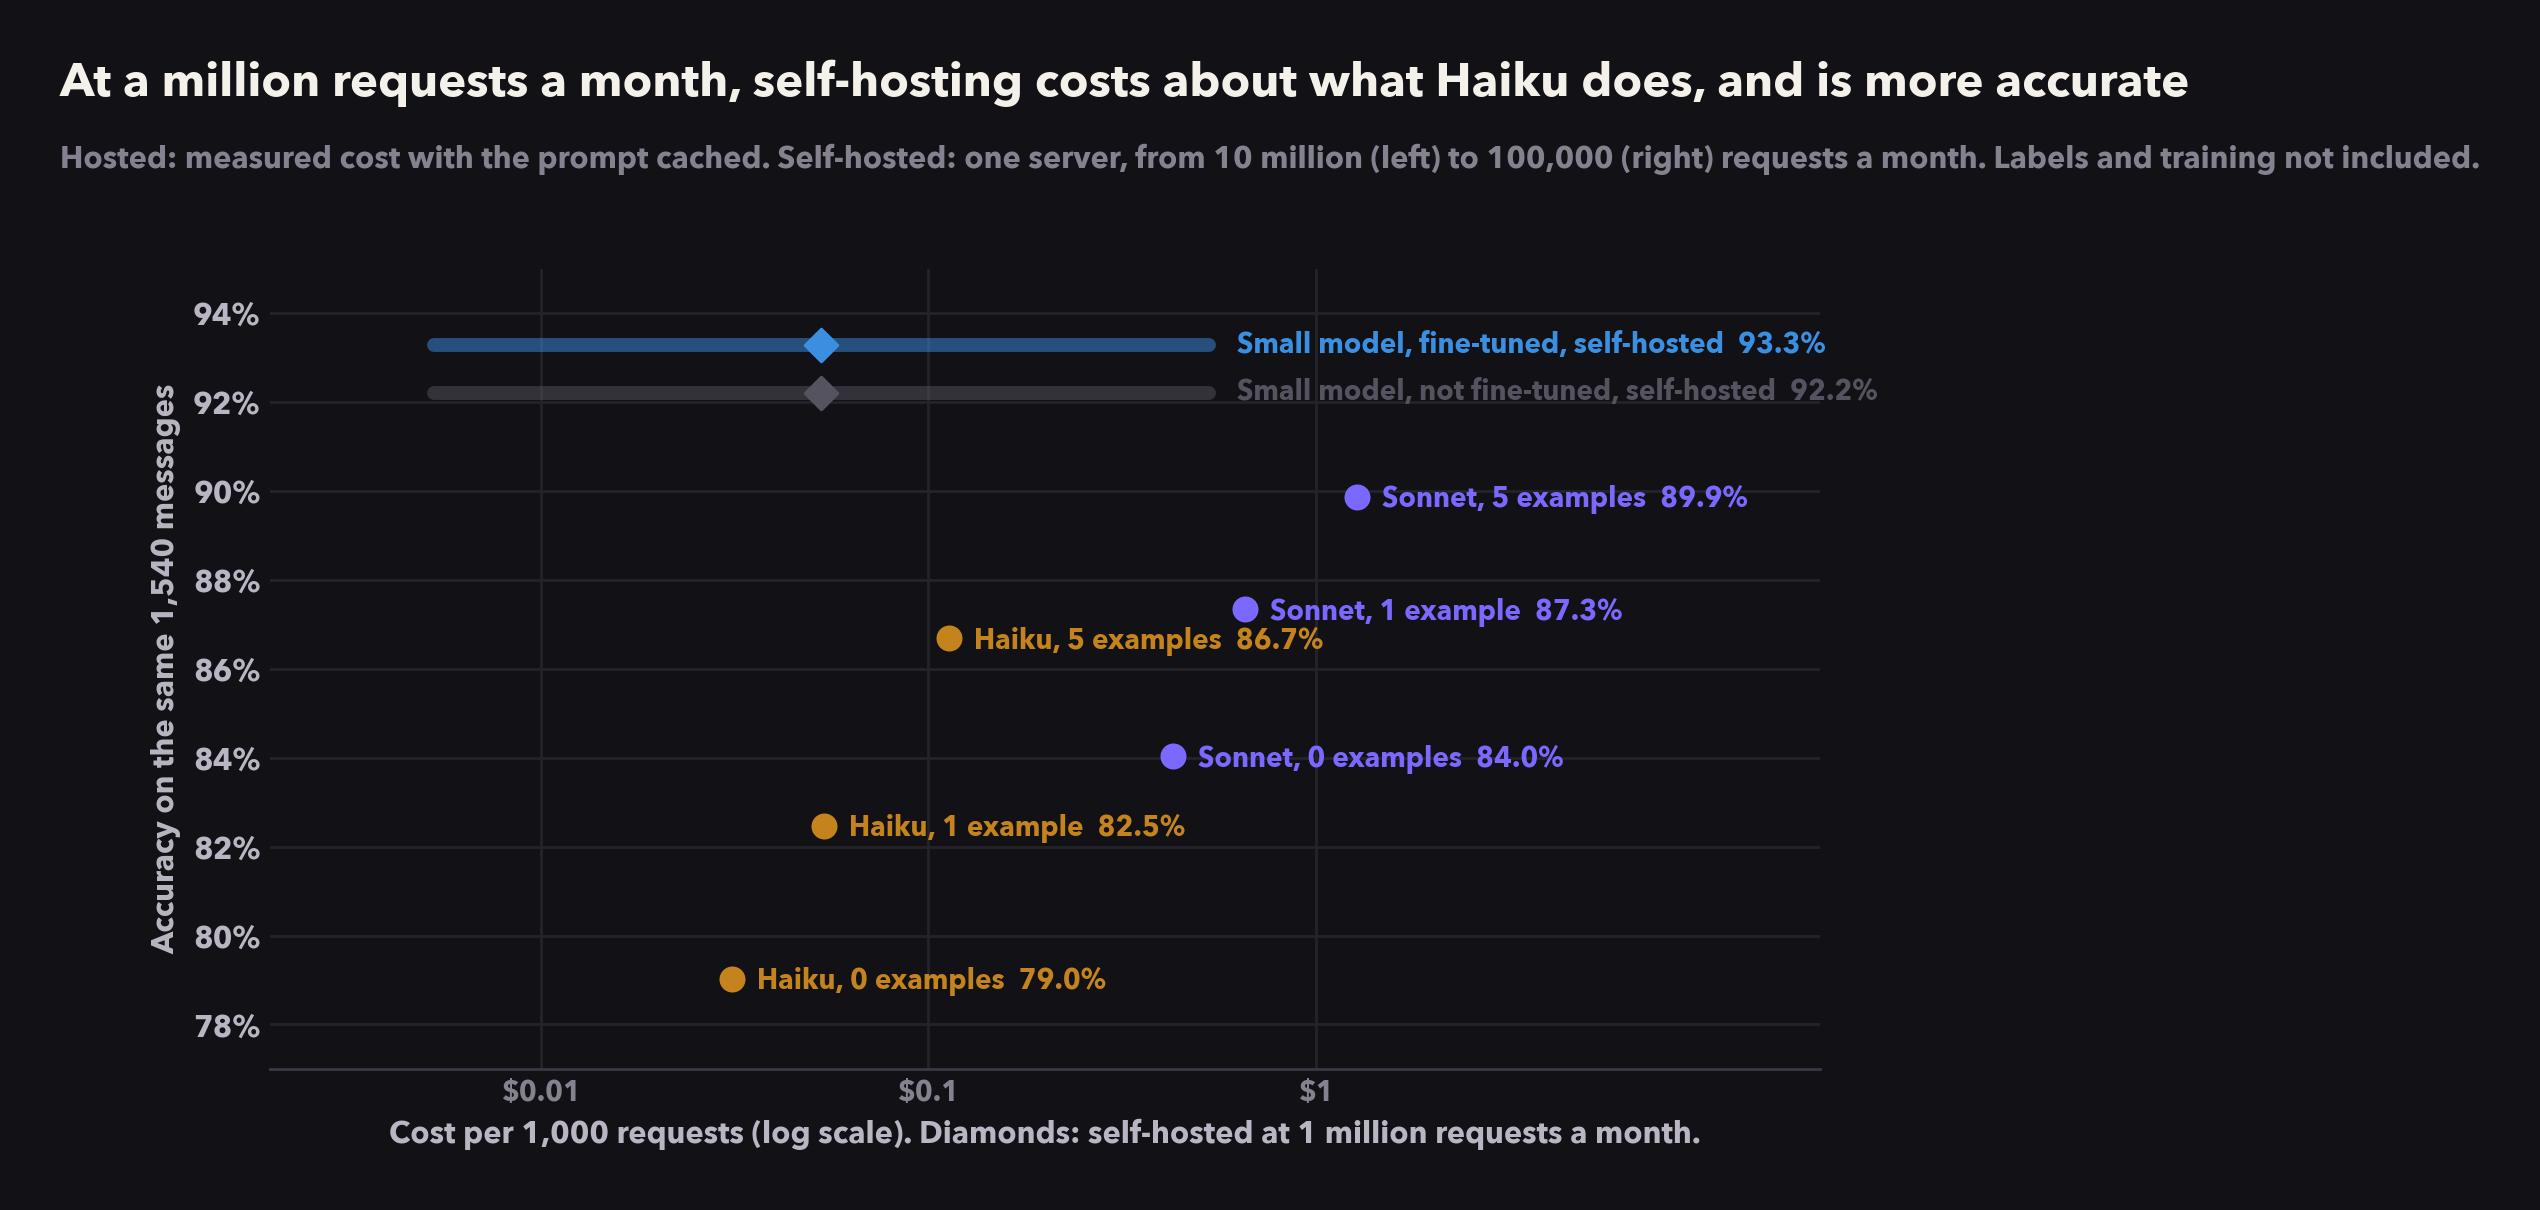 At a million requests a month, self-hosting costs about what Haiku does, and is more accurate
Hosted: measured cost with the prompt cached. Self-hosted: one server, from 10 million (left) to 100,000 (right) requests a month. Labels and training not included.
Accuracy on the same 1,540 messages
94%
Small model, fine-tuned, self-hosted 93.3%
Small model, not fine-tuned, self-hosted 92.2%
92%
90%
Sonnet, 5 examples 89.9%
88%
Sonnet, 1 example 87.3%
Haiku, 5 examples 86.7%
86%
84%
Sonnet, 0 examples 84.0%
Haiku, 1 example 82.5%
82%
80%
Haiku, 0 examples 79.0%
78%
$0.01
$0.1
$1
Cost per 1,000 requests (log scale). Diamonds: self-hosted at 1 million requests a month.